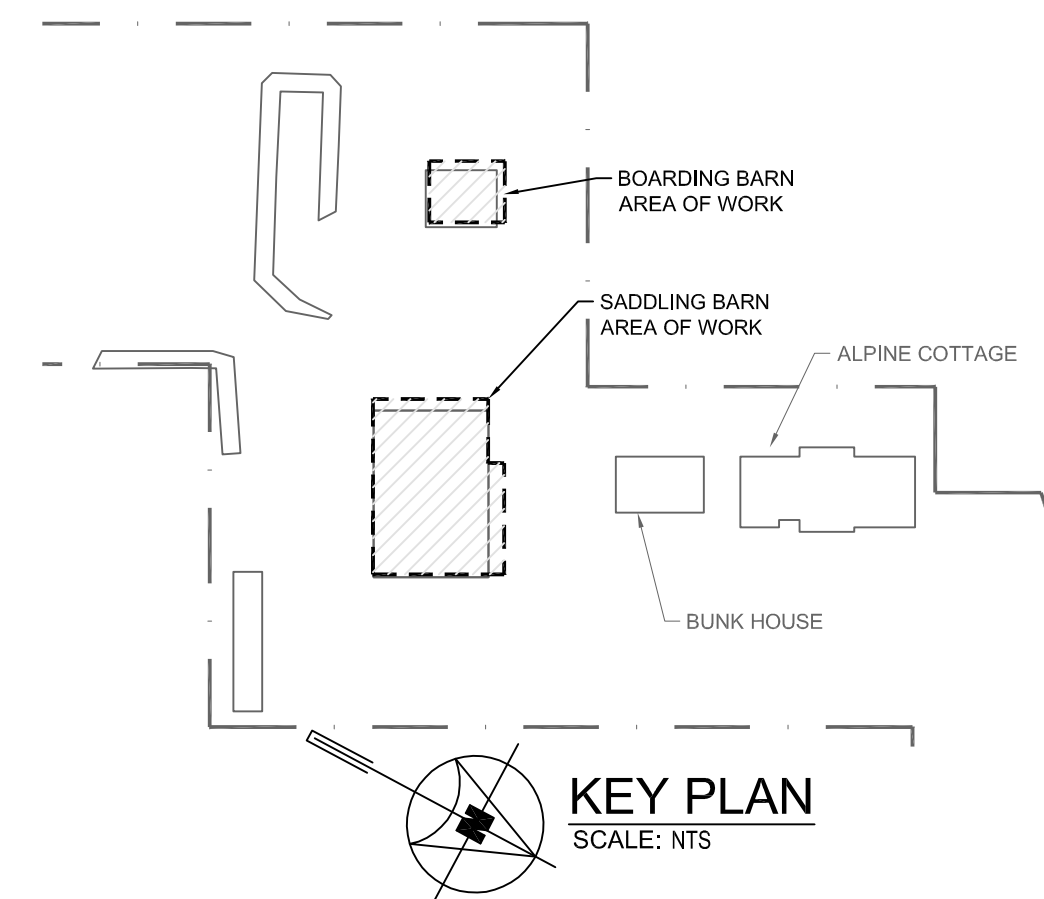 BOARDING BARN
AREA OF WORK
SADDLING BARN
AREA OF WORK
ALPINE COTTAGE
BUNK HOUSE
KEY PLAN
SCALE: NTS